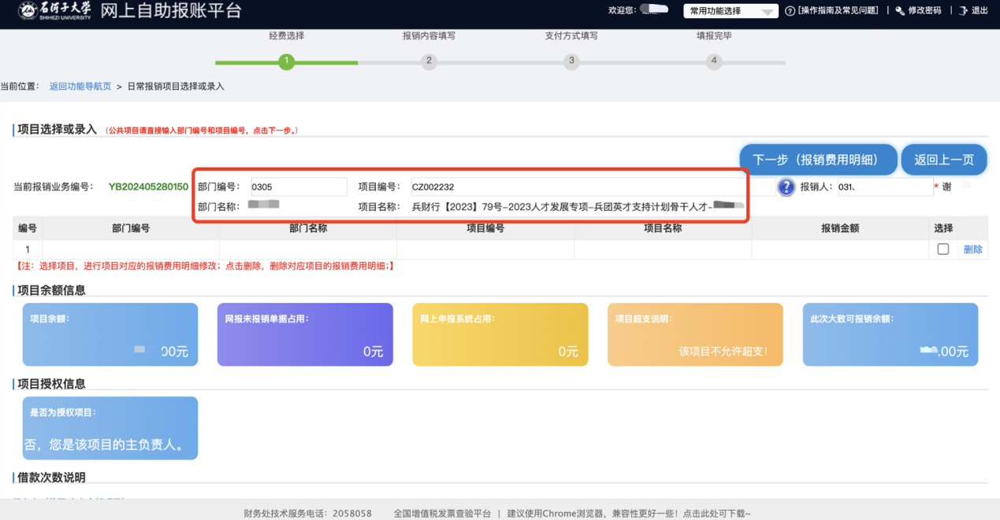 石河子大学 SHIHEZI UNIVERSITY 网上自助报账平台
欢迎您： 常用功能选择 ?[操作指南及常见问题] | 修改密码 | 退出
经费选择 报销内容填写 支付方式填写 填报完毕
1 2 3 4
当前位置： 返回功能导航页 > 日常报销项目选择或录入
项目选择或录入 （公共项目请直接输入部门编号和项目编号，点击下一步。）
下一步（报销费用明细） 返回上一页
当前报销业务编号： YB202405280150 部门编号： 0305 项目编号： CZ002232 ? 报销人： 031. * 谢
部门名称： 项目名称： 兵财行【2023】79号-2023人才发展专项-兵团英才支持计划骨干人才-
编号 部门编号 部门名称 项目编号 项目名称 报销金额 选择
1 删除
【注：选择项目，进行项目对应的报销费用明细修改；点击删除，删除对应项目的报销费用明细；】
项目余额信息
项目余额： 网报未报销单据占用： 网上申报系统占用： 项目超支说明： 此次大致可报销余额：
00元 0元 0元 该项目不允许超支！ .00元
项目授权信息
是否为授权项目：
否，您是该项目的主负责人。
借款次数说明
财务处技术服务电话：2058058 全国增值税发票查验平台 | 建议使用Chrome浏览器，兼容性更好一些！点击此处可下载~